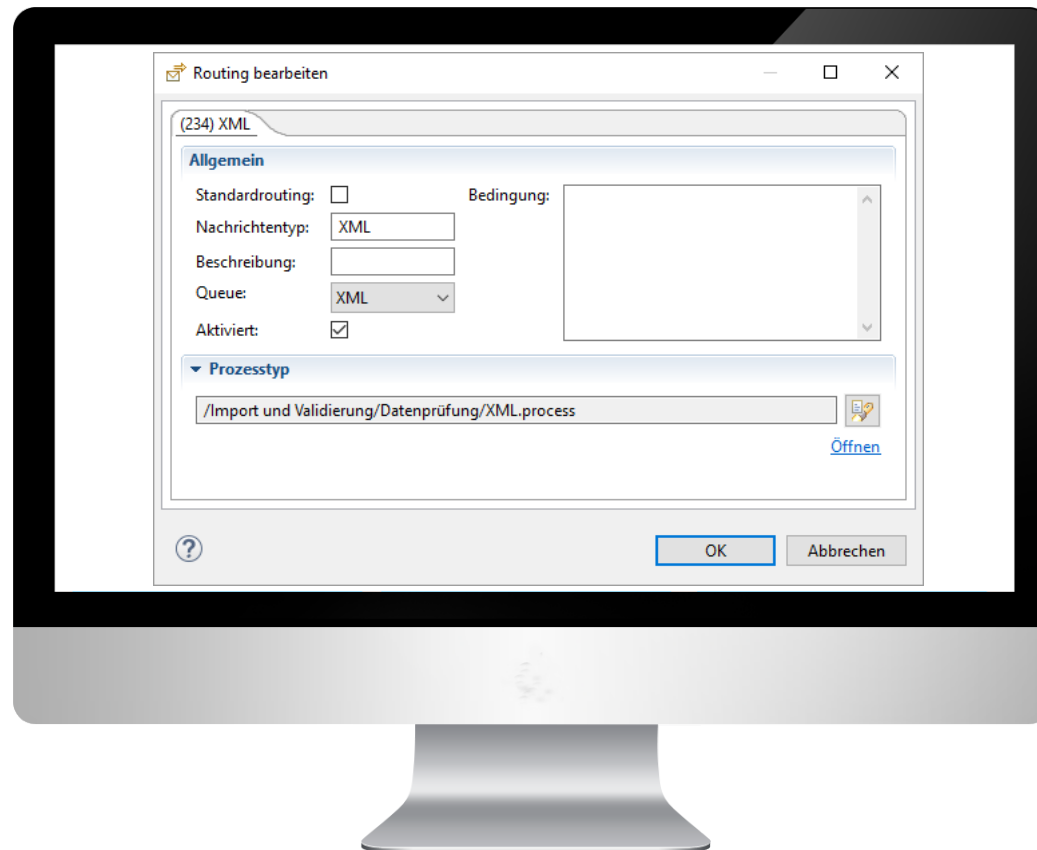 Routing bearbeiten
(234) XML
Allgemein
Standardrouting:
Bedingung:
Nachrichtentyp: XML
Beschreibung:
Queue: XML
Aktiviert:
Prozesstyp
/Import und Validierung/Datenprüfung/XML.process
Öffnen
?
OK Abbrechen